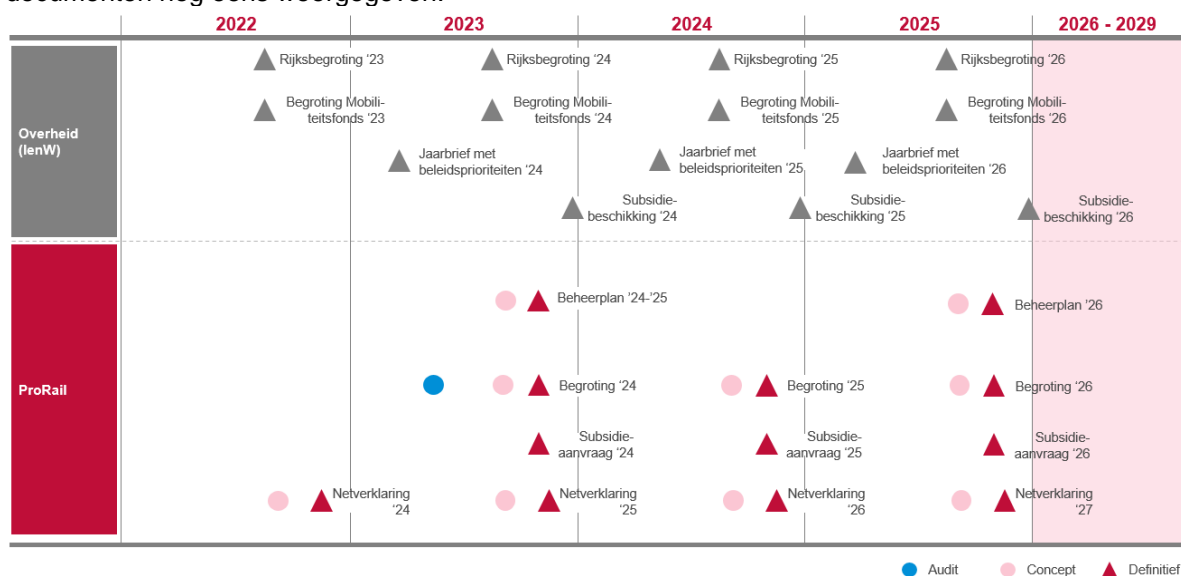 documenten nog eens weergegeven.
2022 2023 2024 2025 2026 - 2029
Overheid
(IenW)
Rijksbegroting ‘23 Rijksbegroting ‘24 Rijksbegroting ‘25 Rijksbegroting ‘26
Begroting Mobili- Begroting Mobili- Begroting Mobili- Begroting Mobili-
teitsfonds ‘23 teitsfonds ‘24 teitsfonds ‘25 teitsfonds ‘26
Jaarbrief met Jaarbrief met Jaarbrief met
beleidsprioriteiten ‘24 beleidsprioriteiten ‘25 beleidsprioriteiten ‘26
Subsidie- Subsidie- Subsidie-
beschikking ‘24 beschikking ‘25 beschikking ‘26
ProRail
Beheerplan ’24-’25 Beheerplan ’26
Begroting ‘24 Begroting ‘25 Begroting ‘26
Subsidie- Subsidie- Subsidie-
aanvraag ‘24 aanvraag ‘25 aanvraag ‘26
Netverklaring Netverklaring Netverklaring Netverklaring
‘24 ‘25 ‘26 ‘27
Audit Concept Definitief